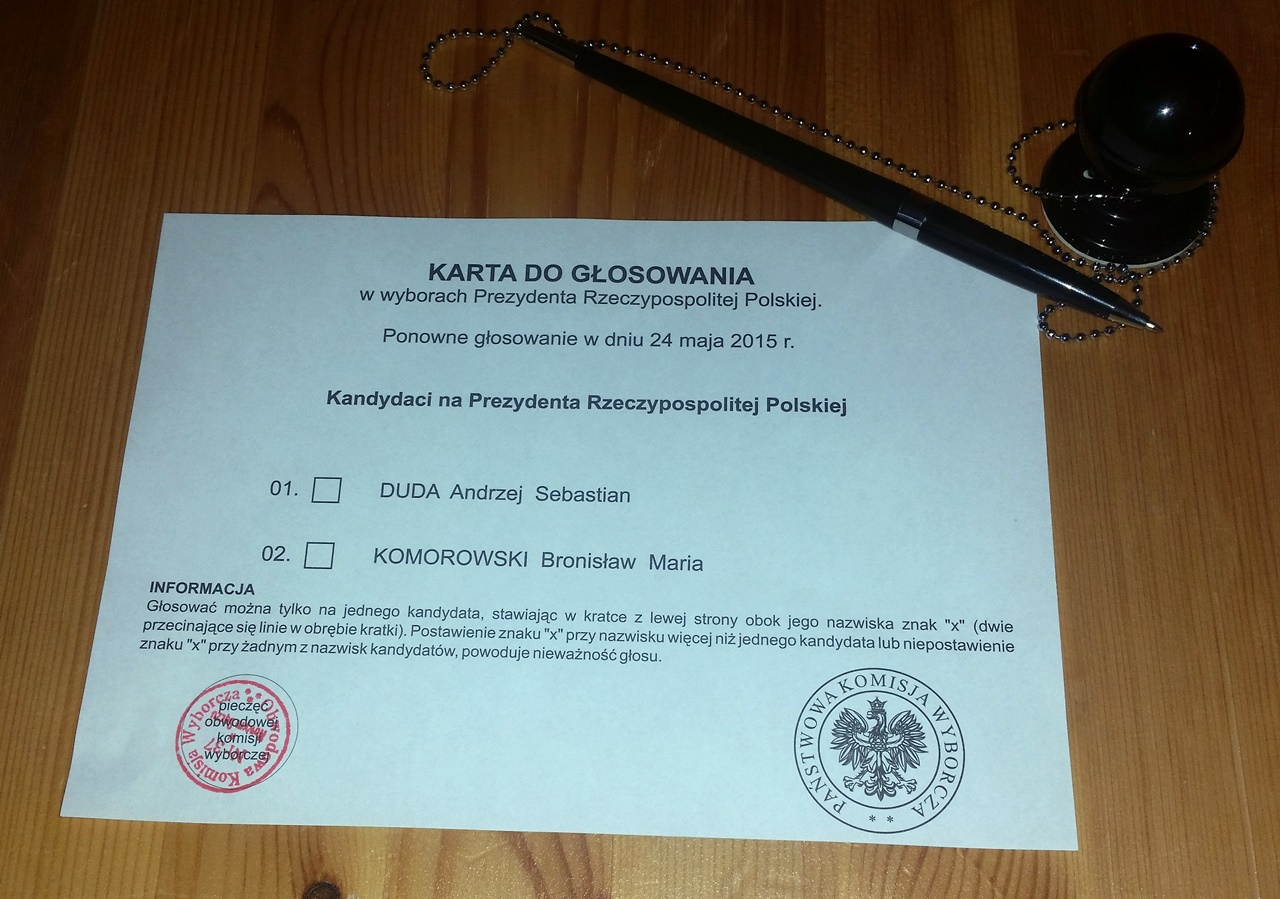 KARTA DO GŁOSOWANIA
w wyborach Prezydenta Rzeczypospolitej Polskiej.
Ponowne głosowanie w dniu 24 maja 2015 r.
Kandydaci na Prezydenta Rzeczypospolitej Polskiej
01. DUDA Andrzej Sebastian
02. KOMOROWSKI Bronisław Maria
INFORMACJA
Głosować można tylko na jednego kandydata, stawiając w kratce z lewej strony obok jego nazwiska znak "x" (dwie
przecinające się linie w obrębie kratki). Postawienie znaku "x" przy nazwisku więcej niż jednego kandydata lub niepostawienie
znaku "x" przy żadnym z nazwisk kandydatów, powoduje nieważność głosu.
pieczęć
obwodowej
komisji
wyborczej
Obwodowa Komisja Wyborcza
PAŃSTWOWA KOMISJA WYBORCZA
* *